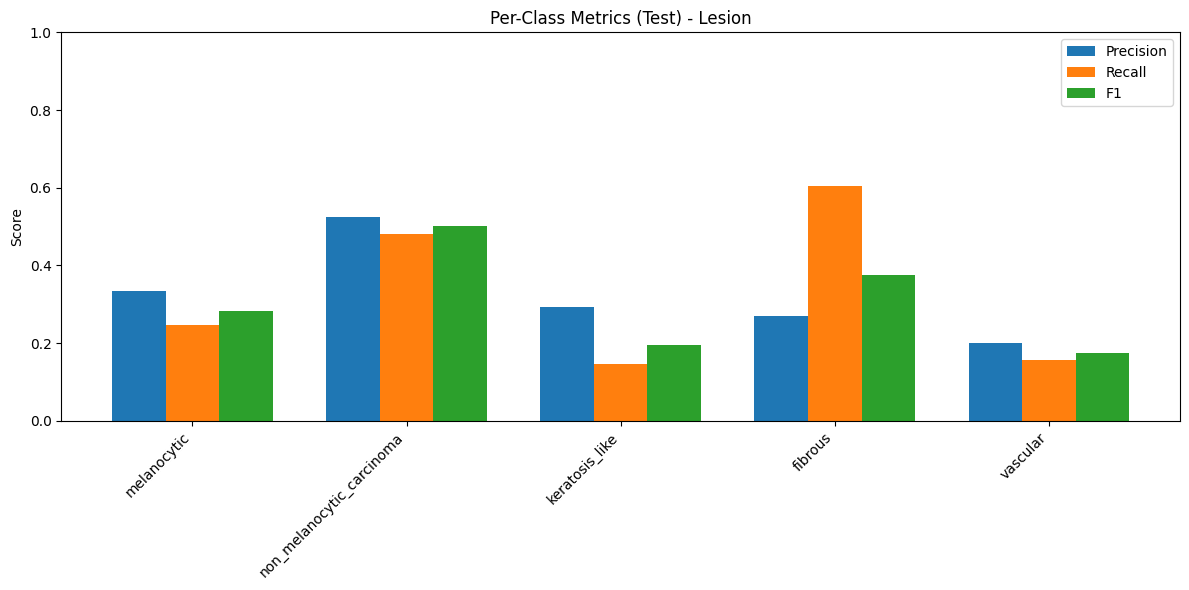 Per-Class Metrics (Test) - Lesion
Precision
Recall
F1
Score
1.0
0.8
0.6
0.4
0.2
0.0
melanocytic
non_melanocytic_carcinoma
keratosis_like
fibrous
vascular